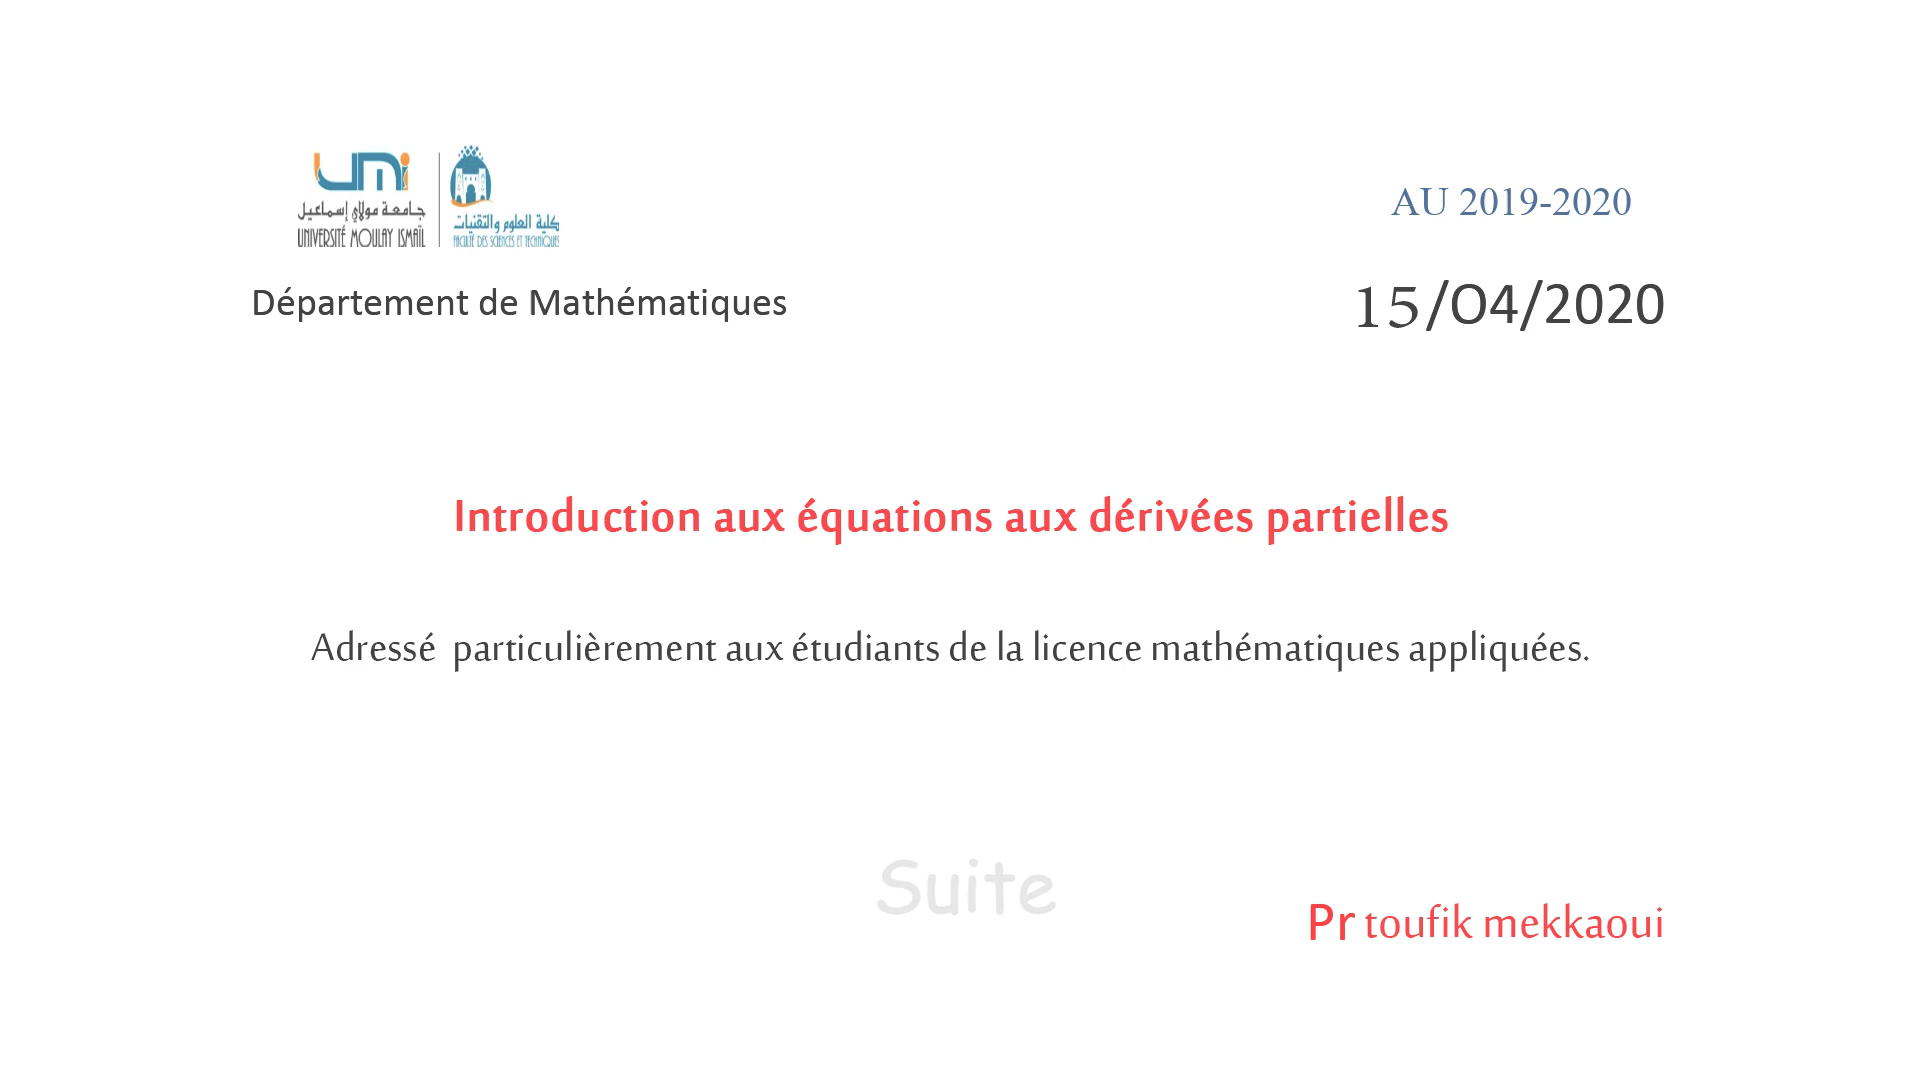 جامعة مولاي إسماعيل
UNIVERSITÉ MOULAY ISMAÏL
كلية العلوم والتقنيات
FACULTÉ DES SCIENCES ET TECHNIQUES
AU 2019-2020
Département de Mathématiques
15/O4/2020
Introduction aux équations aux dérivées partielles
Adressé particulièrement aux étudiants de la licence mathématiques appliquées.
Suite
Pr toufik mekkaoui